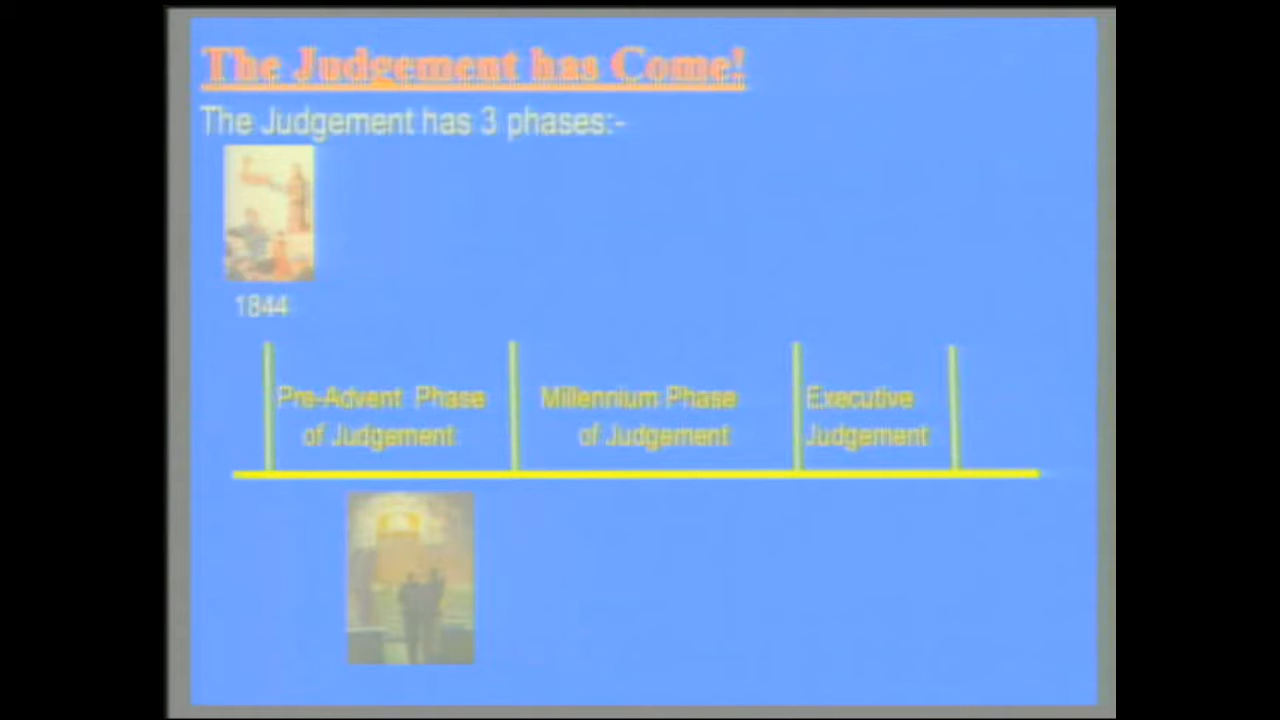 The Judgement has Come!
The Judgement has 3 phases:-
1844
Pre-Advent Phase
of Judgement
Millennium Phase
of Judgement
Executive
Judgement